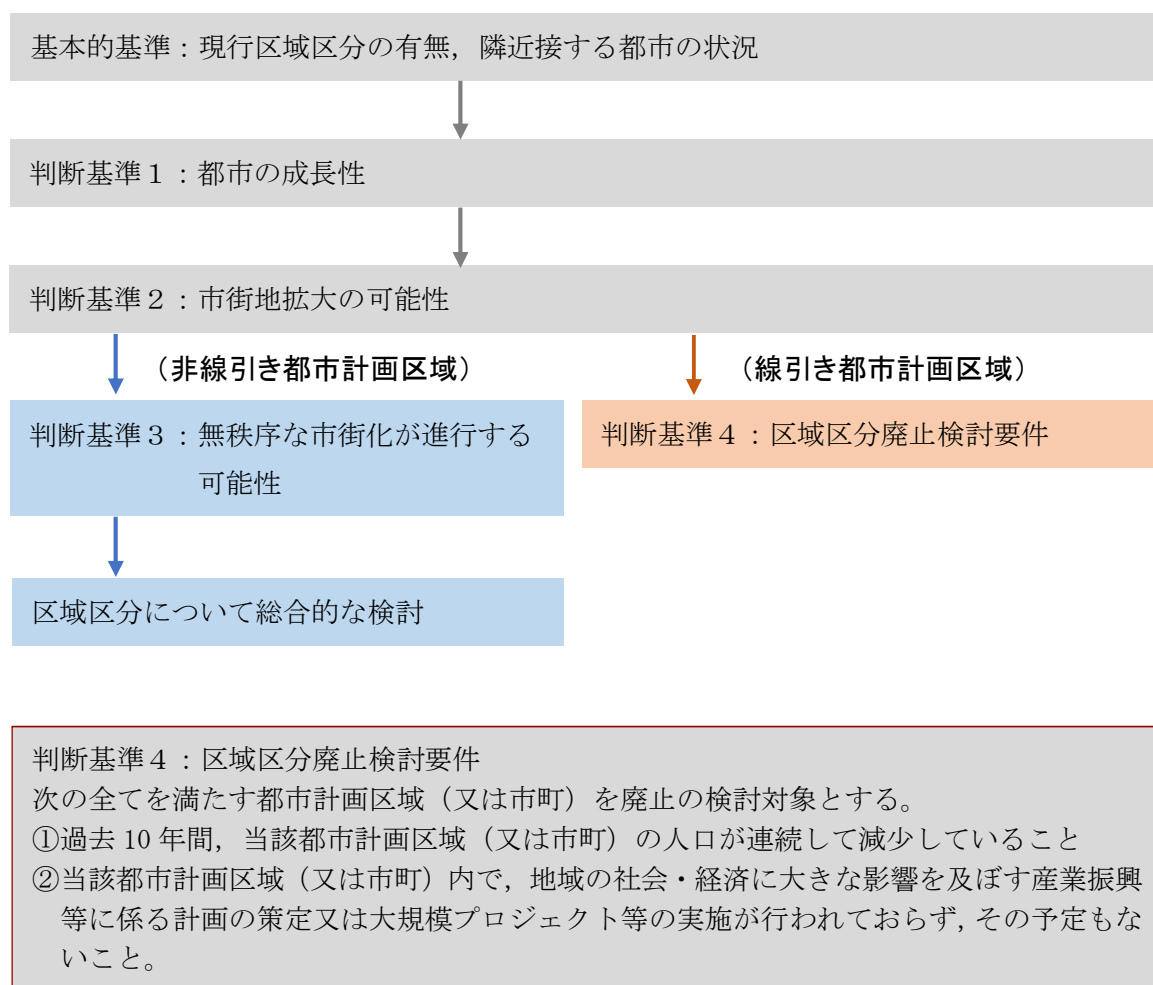 基本的基準：現行区域区分の有無，隣近接する都市の状況
判断基準１：都市の成長性
判断基準２：市街地拡大の可能性
（非線引き都市計画区域）
（線引き都市計画区域）
判断基準３：無秩序な市街化が進行する
可能性
判断基準４：区域区分廃止検討要件
区域区分について総合的な検討
判断基準４：区域区分廃止検討要件
次の全てを満たす都市計画区域（又は市町）を廃止の検討対象とする。
①過去 10 年間，当該都市計画区域（又は市町）の人口が連続して減少していること
②当該都市計画区域（又は市町）内で，地域の社会・経済に大きな影響を及ぼす産業振興
等に係る計画の策定又は大規模プロジェクト等の実施が行われておらず，その予定もな
いこと。